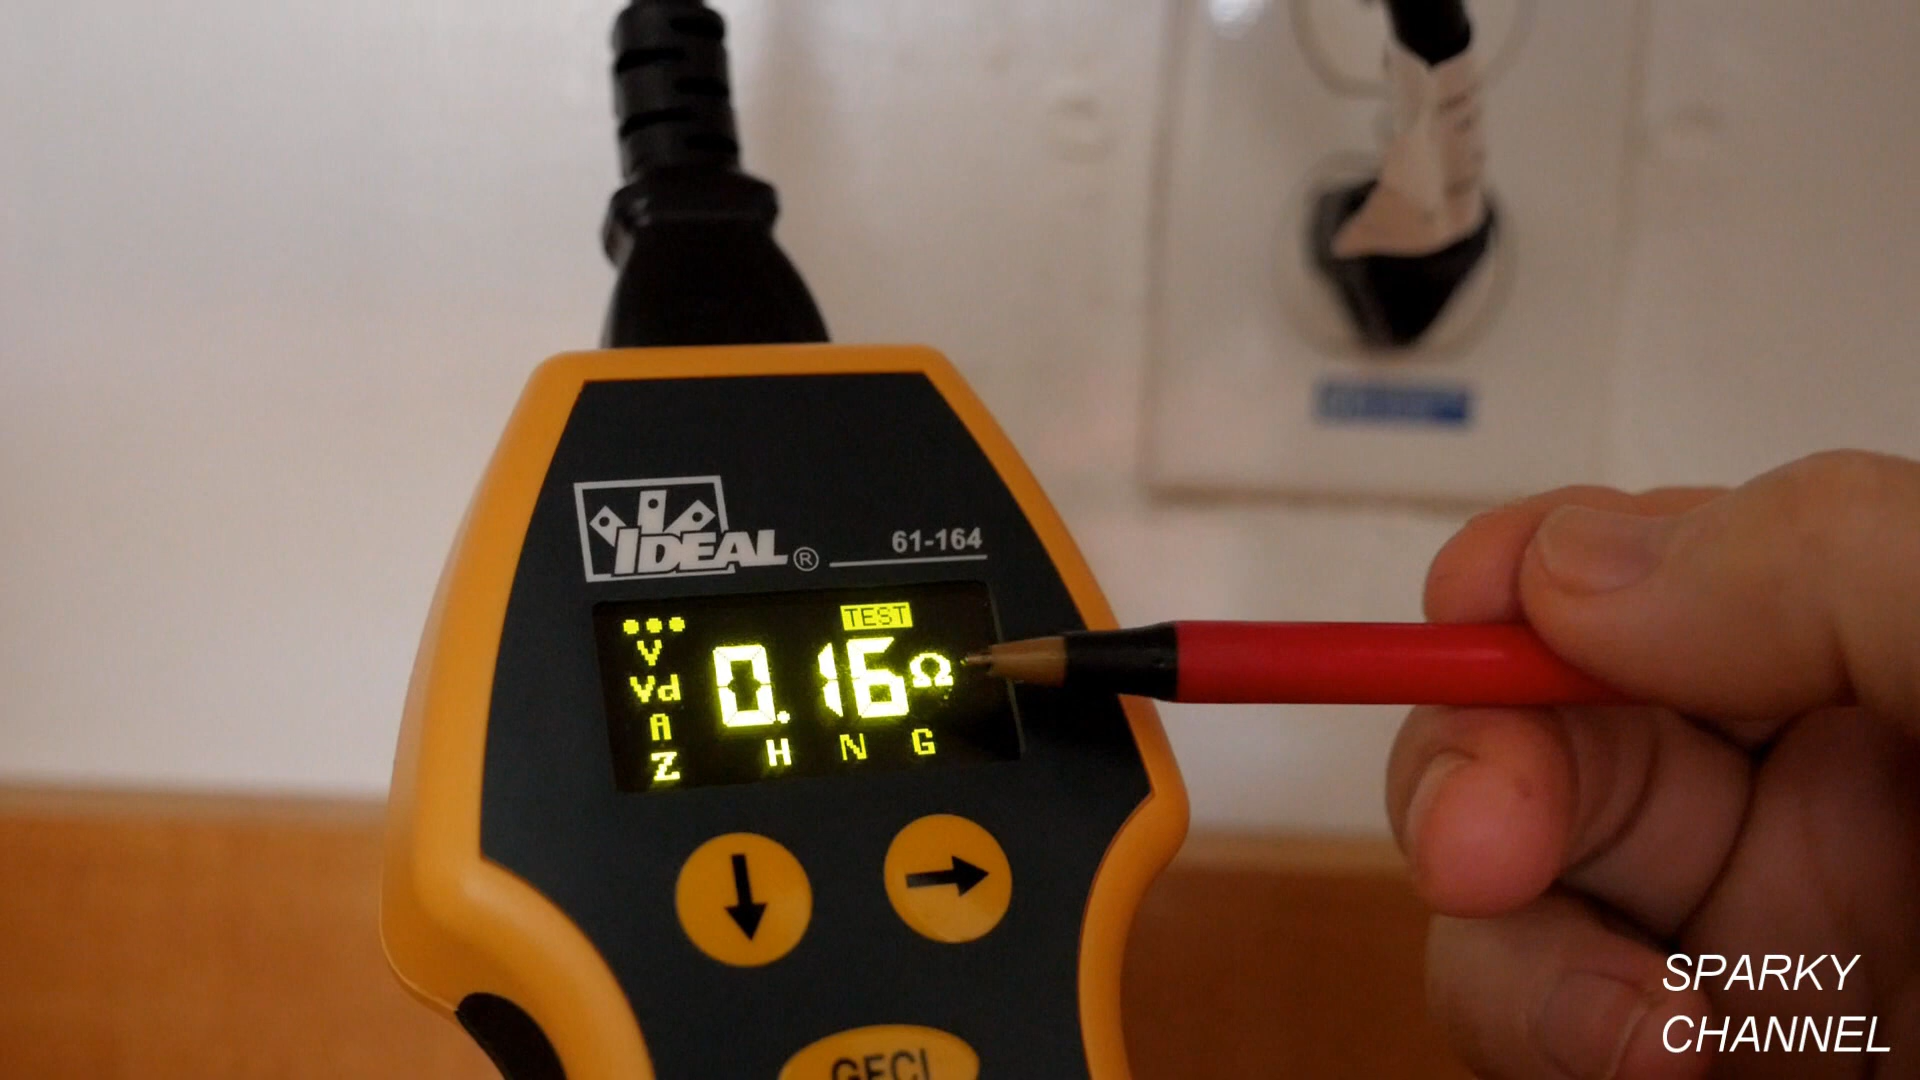 IDEAL®
61-164
TEST
V
0.16Ω
Vd
A
H N G
Z
GFCI
SPARKY
CHANNEL